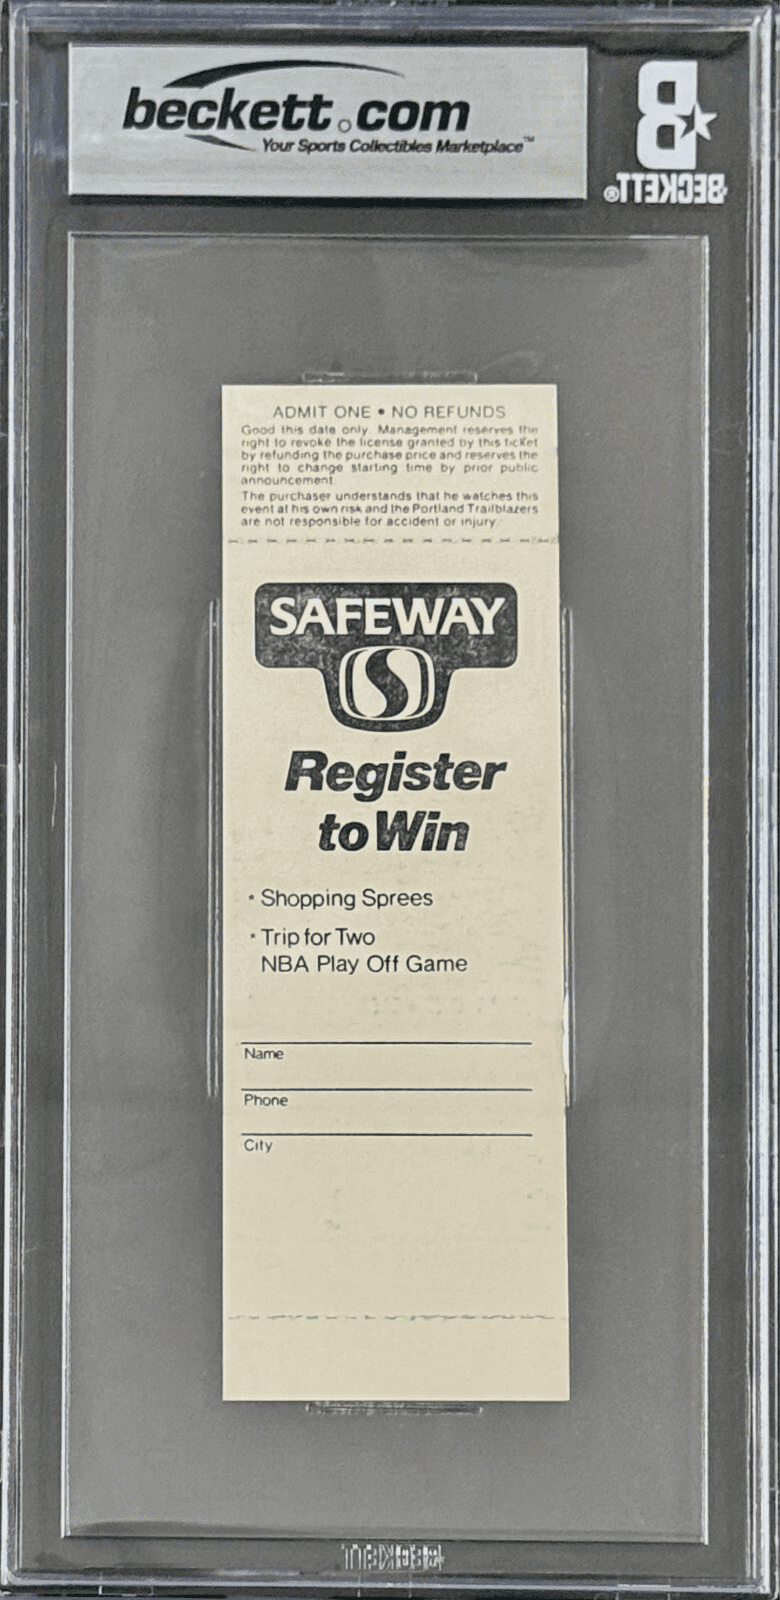 beckett.com
Your Sports Collectibles Marketplace™
B
BECKETT®
ADMIT ONE • NO REFUNDS
Good this date only. Management reserves the
right to revoke the license granted by this ticket
by refunding the purchase price and reserves the
right to change starting time by prior public
announcement.
The purchaser understands that he watches this
event at his own risk and the Portland Trailblazers
are not responsible for accident or injury.
SAFEWAY
S
Register
to Win
* Shopping Sprees
* Trip for Two
NBA Play Off Game
Name
Phone
City
BECKETT